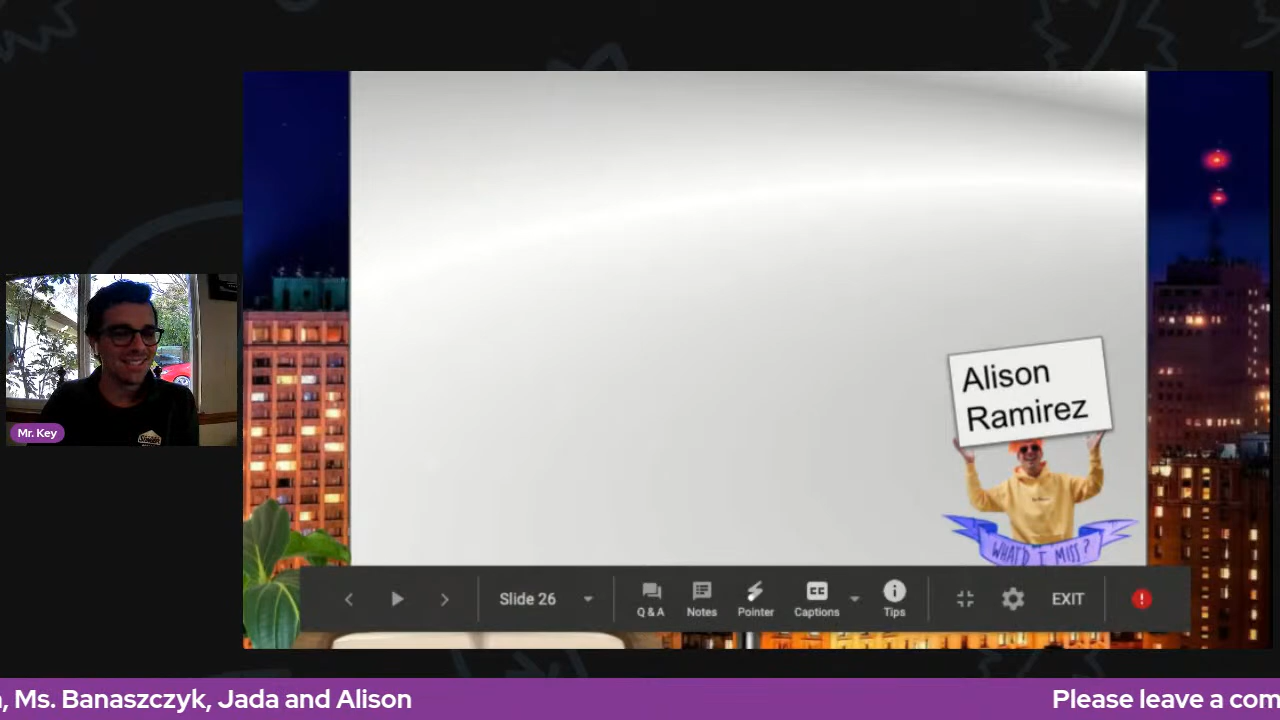 Alison
Ramirez
WHAT'D I MISS?
Mr. Key
Slide 26
Q & A
Notes
Pointer
Captions
Tips
EXIT
, Ms. Banaszczyk, Jada and Alison
Please leave a com